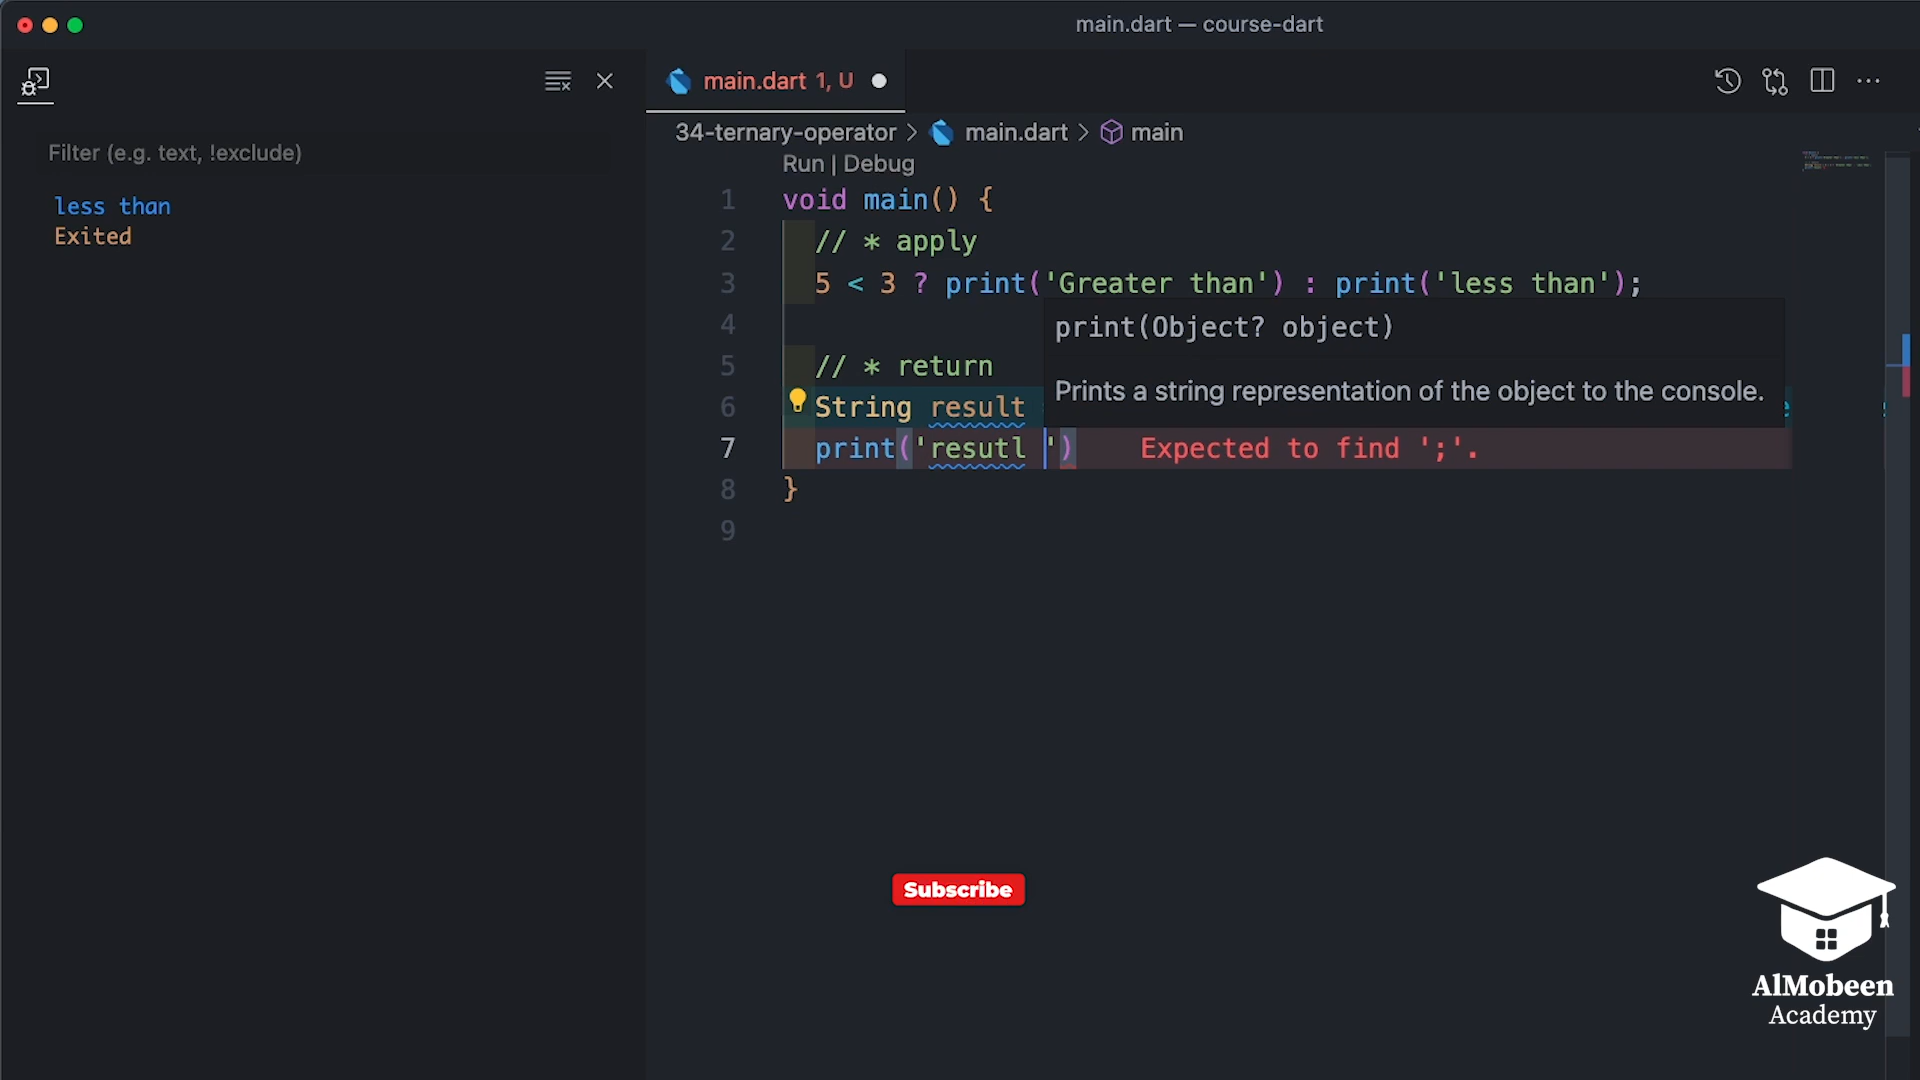 main.dart — course-dart
main.dart 1, U
Filter (e.g. text, !exclude)
less than
Exited
34-ternary-operator > main.dart > main
Run | Debug
1 void main() {
2 // * apply
3 5 < 3 ? print('Greater than') : print('less than');
4
print(Object? object)
5 // * return
Prints a string representation of the object to the console.
6 String result
7 print('resutl ') Expected to find ';'.
8 }
9
Subscribe
AlMobeen
Academy